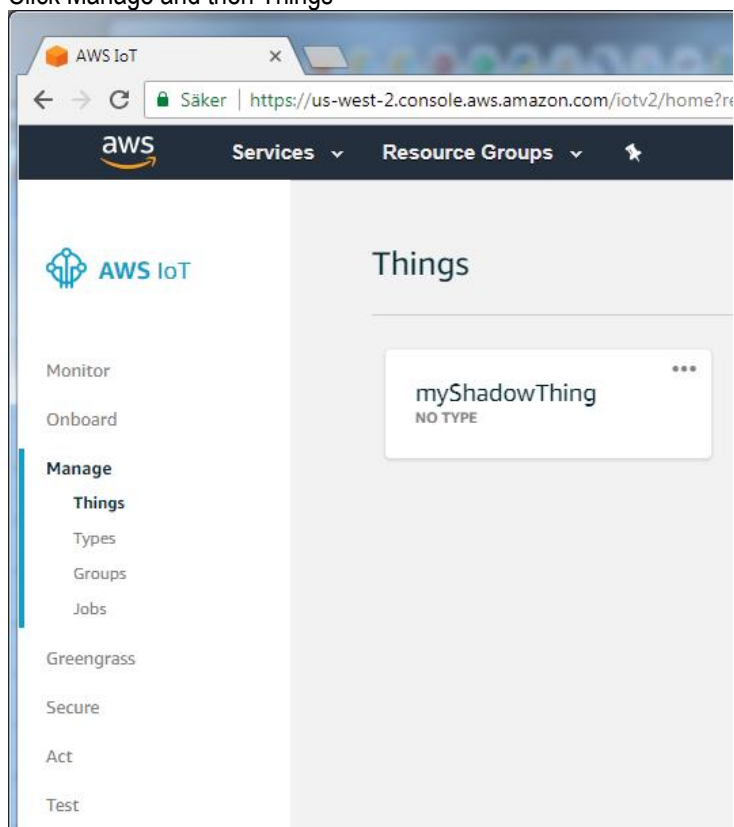 Click Manage and then Things
AWS IoT
Säker | https://us-west-2.console.aws.amazon.com/iotv2/home?re
aws Services Resource Groups
AWS IoT
Things
Monitor
Onboard
Manage
Things
Types
Groups
Jobs
Greengrass
Secure
Act
Test
myShadowThing
NO TYPE